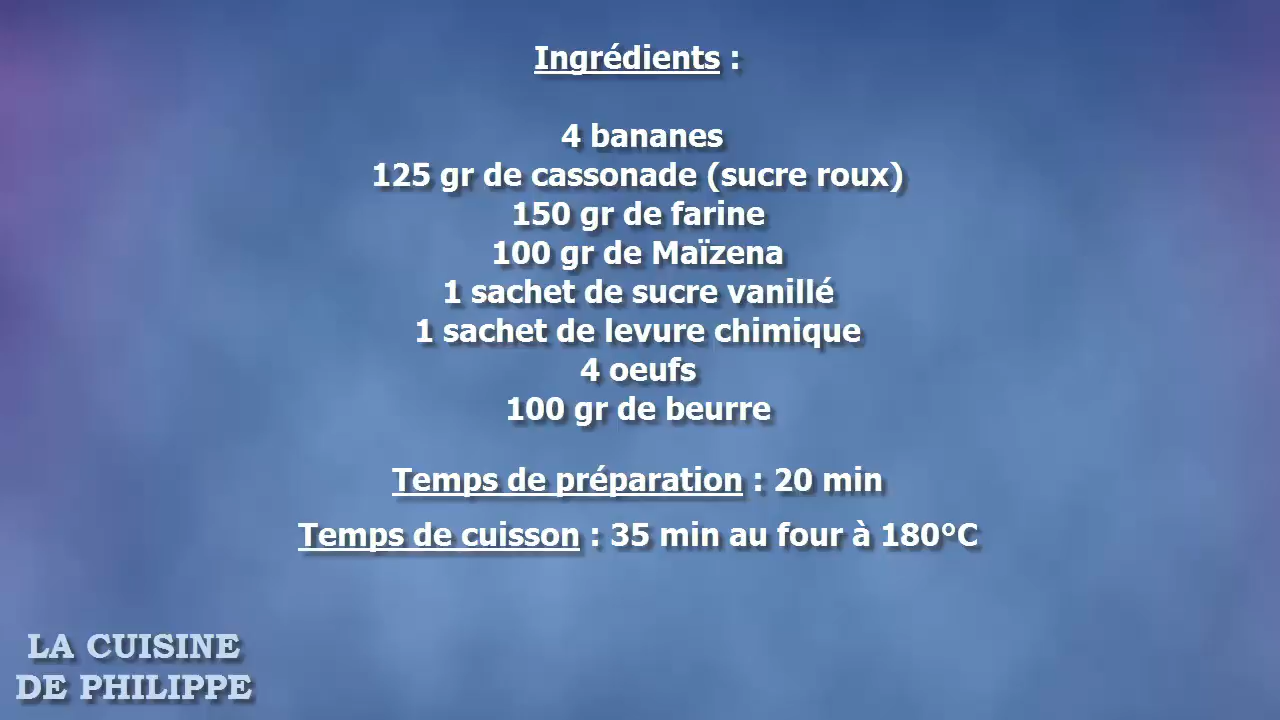 Ingrédients :
4 bananes
125 gr de cassonade (sucre roux)
150 gr de farine
100 gr de Maïzena
1 sachet de sucre vanillé
1 sachet de levure chimique
4 oeufs
100 gr de beurre
Temps de préparation : 20 min
Temps de cuisson : 35 min au four à 180°C
LA CUISINE
DE PHILIPPE